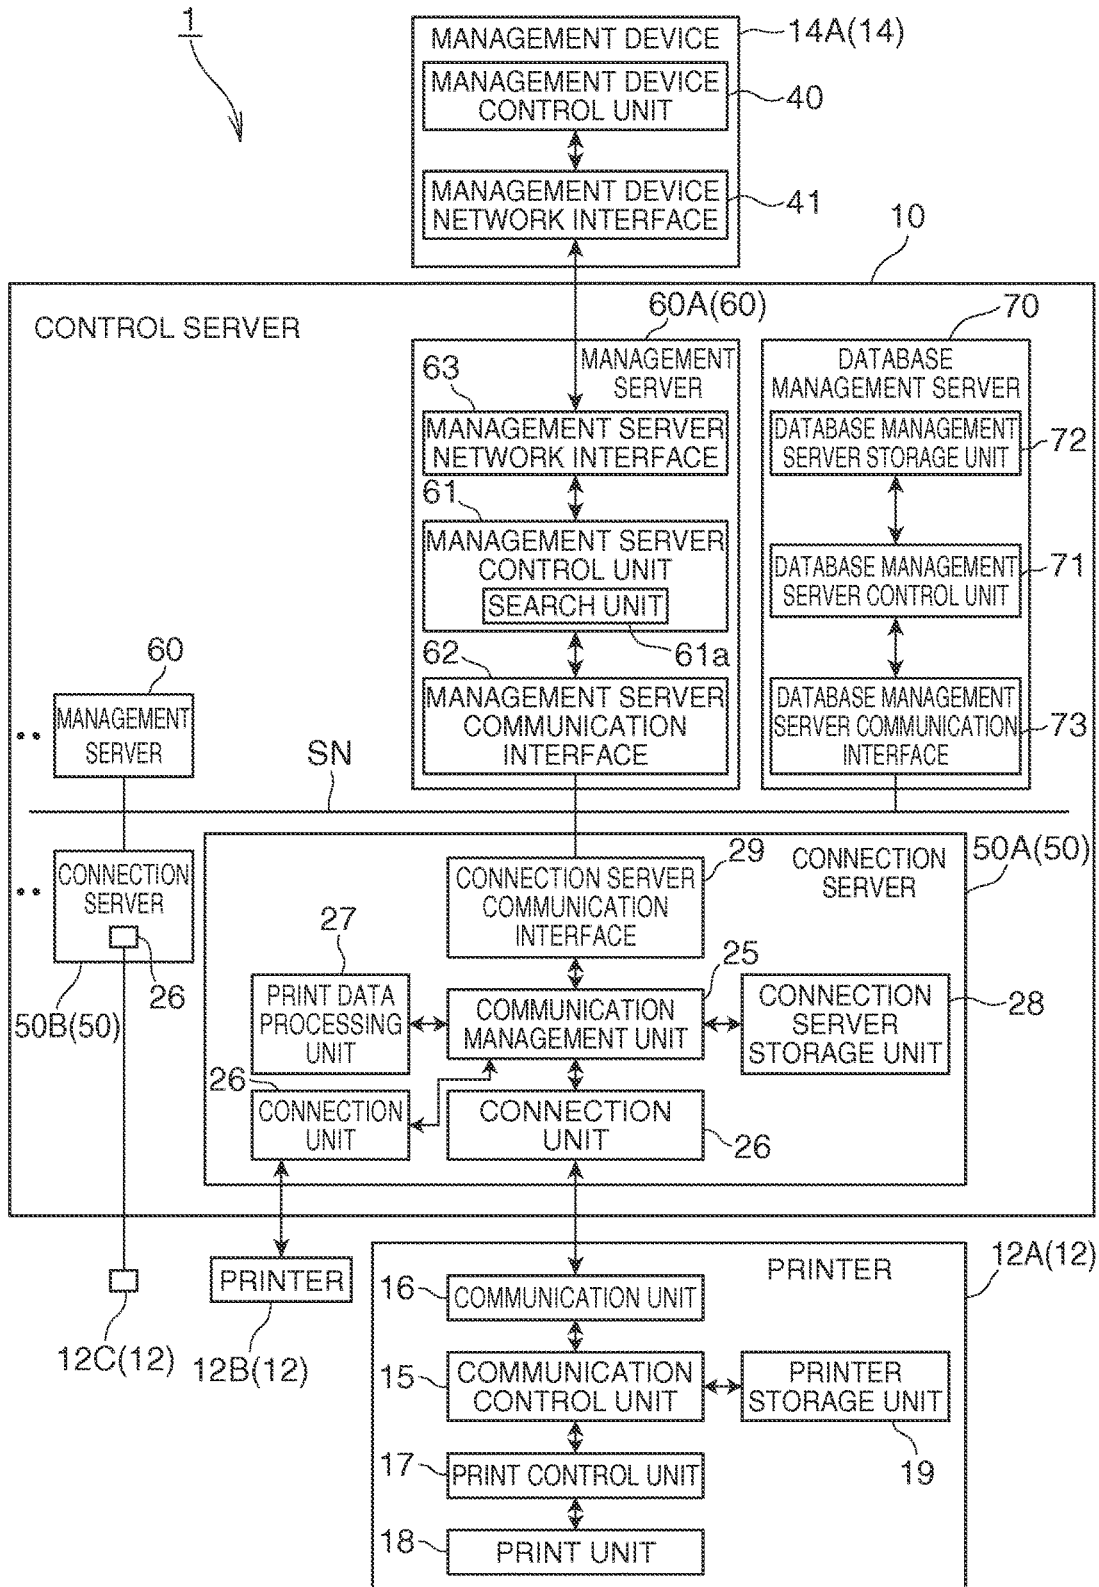 1
14A(14)
MANAGEMENT DEVICE
MANAGEMENT DEVICE
CONTROL UNIT
40
MANAGEMENT DEVICE
NETWORK INTERFACE
41
10
CONTROL SERVER
60A(60)
70
MANAGEMENT
SERVER
DATABASE
MANAGEMENT SERVER
63
MANAGEMENT SERVER
NETWORK INTERFACE
DATABASE MANAGEMENT
SERVER STORAGE UNIT
72
61
MANAGEMENT SERVER
CONTROL UNIT
SEARCH UNIT
61a
DATABASE MANAGEMENT
SERVER CONTROL UNIT
71
62
MANAGEMENT SERVER
COMMUNICATION
INTERFACE
DATABASE MANAGEMENT
SERVER COMMUNICATION
INTERFACE
73
60
MANAGEMENT
SERVER
SN
CONNECTION
SERVER
26
50B(50)
50A(50)
CONNECTION
SERVER
29
CONNECTION SERVER
COMMUNICATION
INTERFACE
27
PRINT DATA
PROCESSING
UNIT
25
COMMUNICATION
MANAGEMENT UNIT
CONNECTION
SERVER
STORAGE UNIT
28
26
CONNECTION
UNIT
CONNECTION
UNIT
26
12C(12)
PRINTER
12B(12)
PRINTER
12A(12)
16
COMMUNICATION UNIT
15
COMMUNICATION
CONTROL UNIT
PRINTER
STORAGE UNIT
19
17
PRINT CONTROL UNIT
18
PRINT UNIT